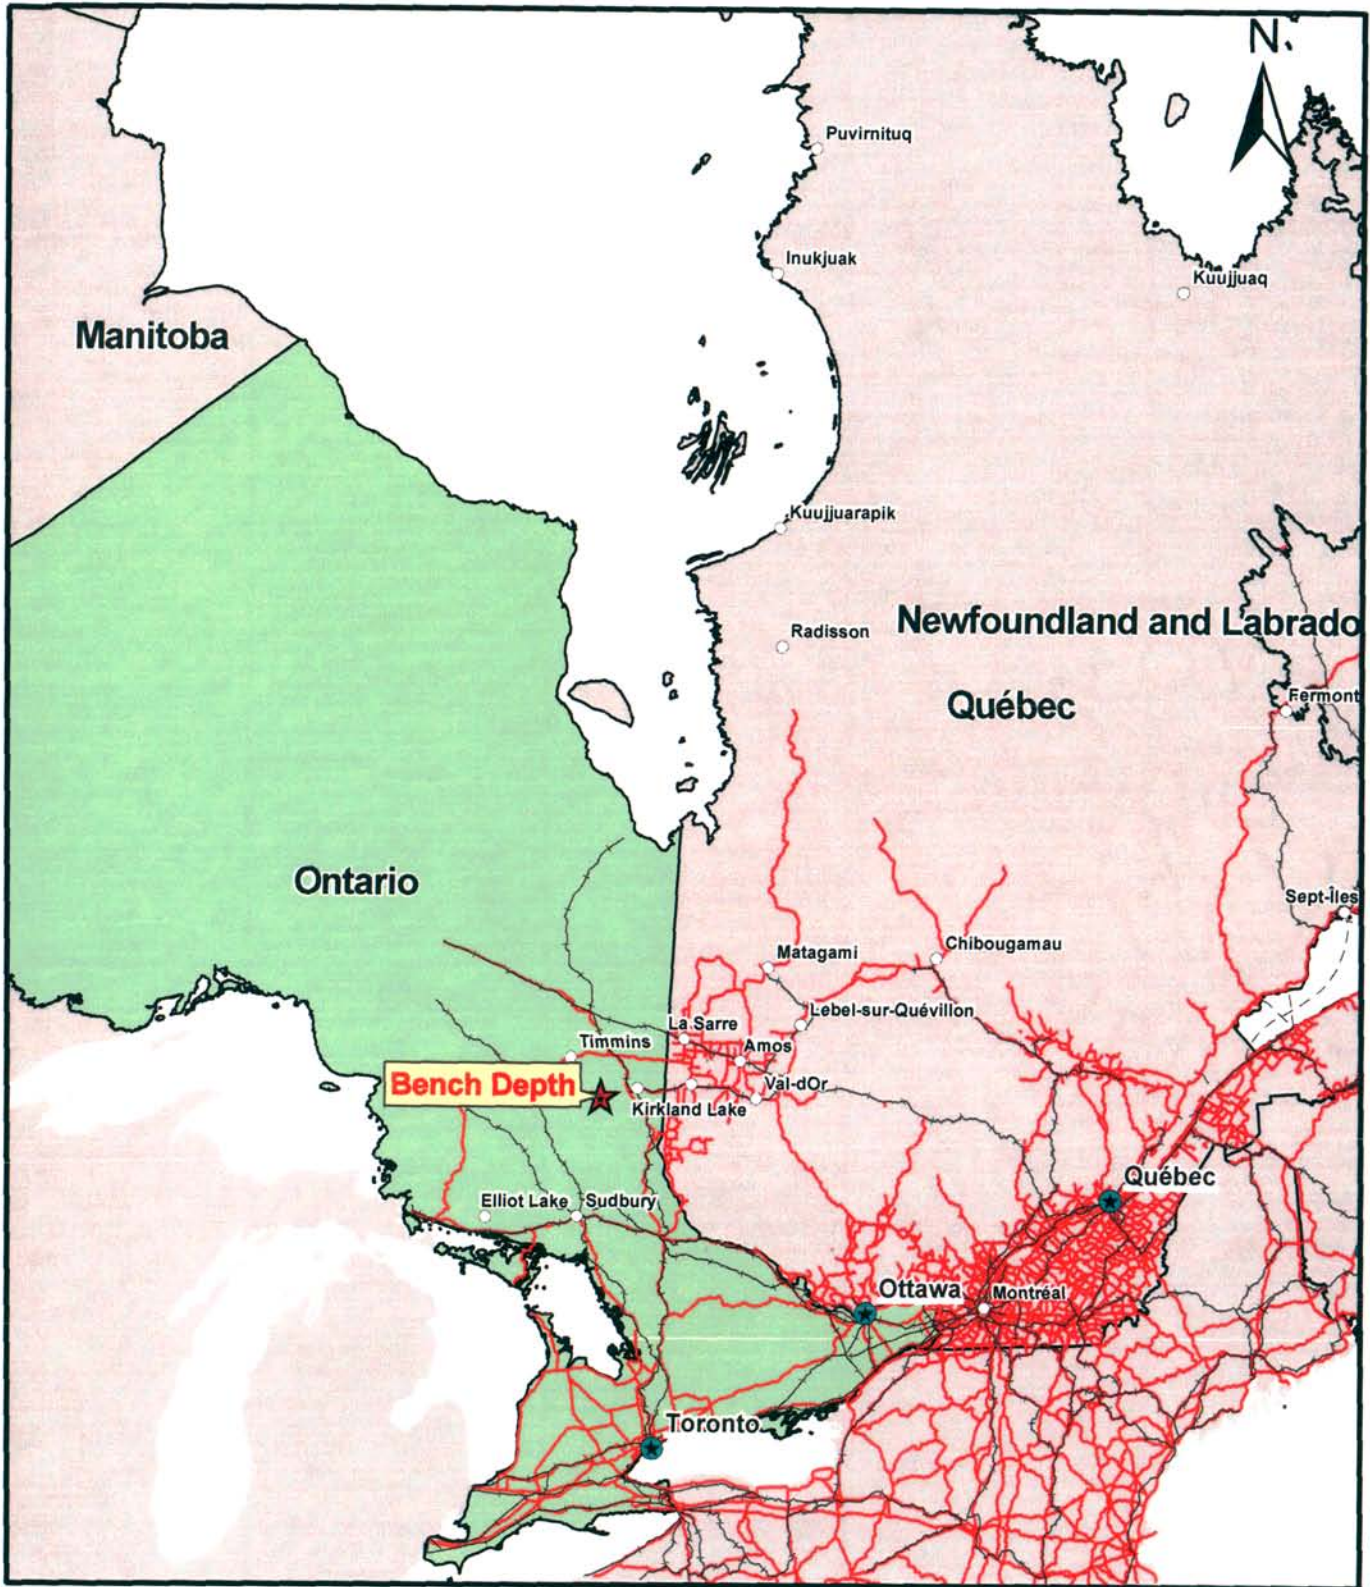 N
Puvirnituq
Inukjuak
Kuujjuaq
Manitoba
Kuujjuarapik
Radisson
Newfoundland and Labrado
Québec
Fermont
Ontario
Sept-Îles
Matagami
Chibougamau
Lebel-sur-Quévillon
La Sarre
Timmins
Amos
Bench Depth
Val-dOr
Kirkland Lake
Québec
Elliot Lake
Sudbury
Ottawa
Montréal
Toronto